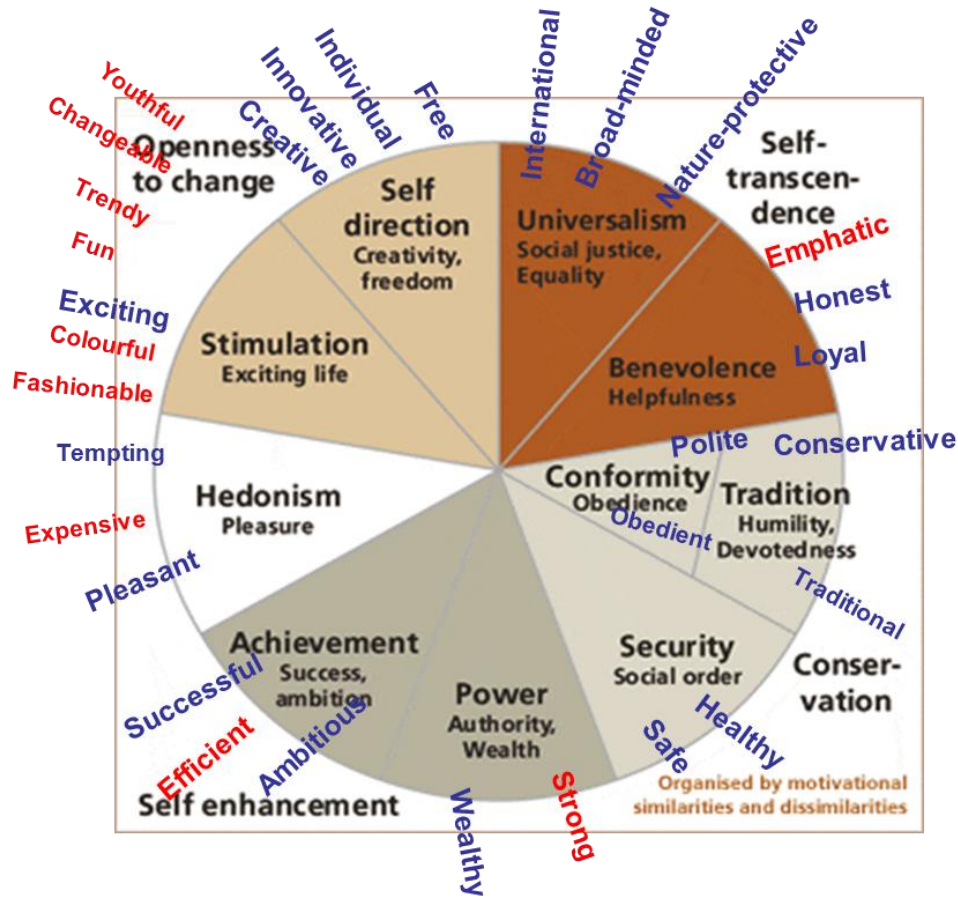 Youthful
Changeable
Trendy
Fun
Exciting
Colourful
Fashionable
Tempting
Expensive
Pleasant
Creative
Innovative
Individual
Free
International
Broad-minded
Nature-protective
Openness
to change
Self-
transcen-
dence
Emphatic
Honest
Loyal
Self
direction
Creativity,
freedom
Universalism
Social justice,
Equality
Stimulation
Exciting life
Benevolence
Helpfulness
Polite
Conservative
Conformity
Obedience
Obedient
Tradition
Humility,
Devotedness
Traditional
Hedonism
Pleasure
Achievement
Success,
ambition
Successful
Efficient
Ambitious
Power
Authority,
Wealth
Wealthy
Strong
Security
Social order
Safe
Healthy
Conser-
vation
Self enhancement
Organised by motivational
similarities and dissimilarities